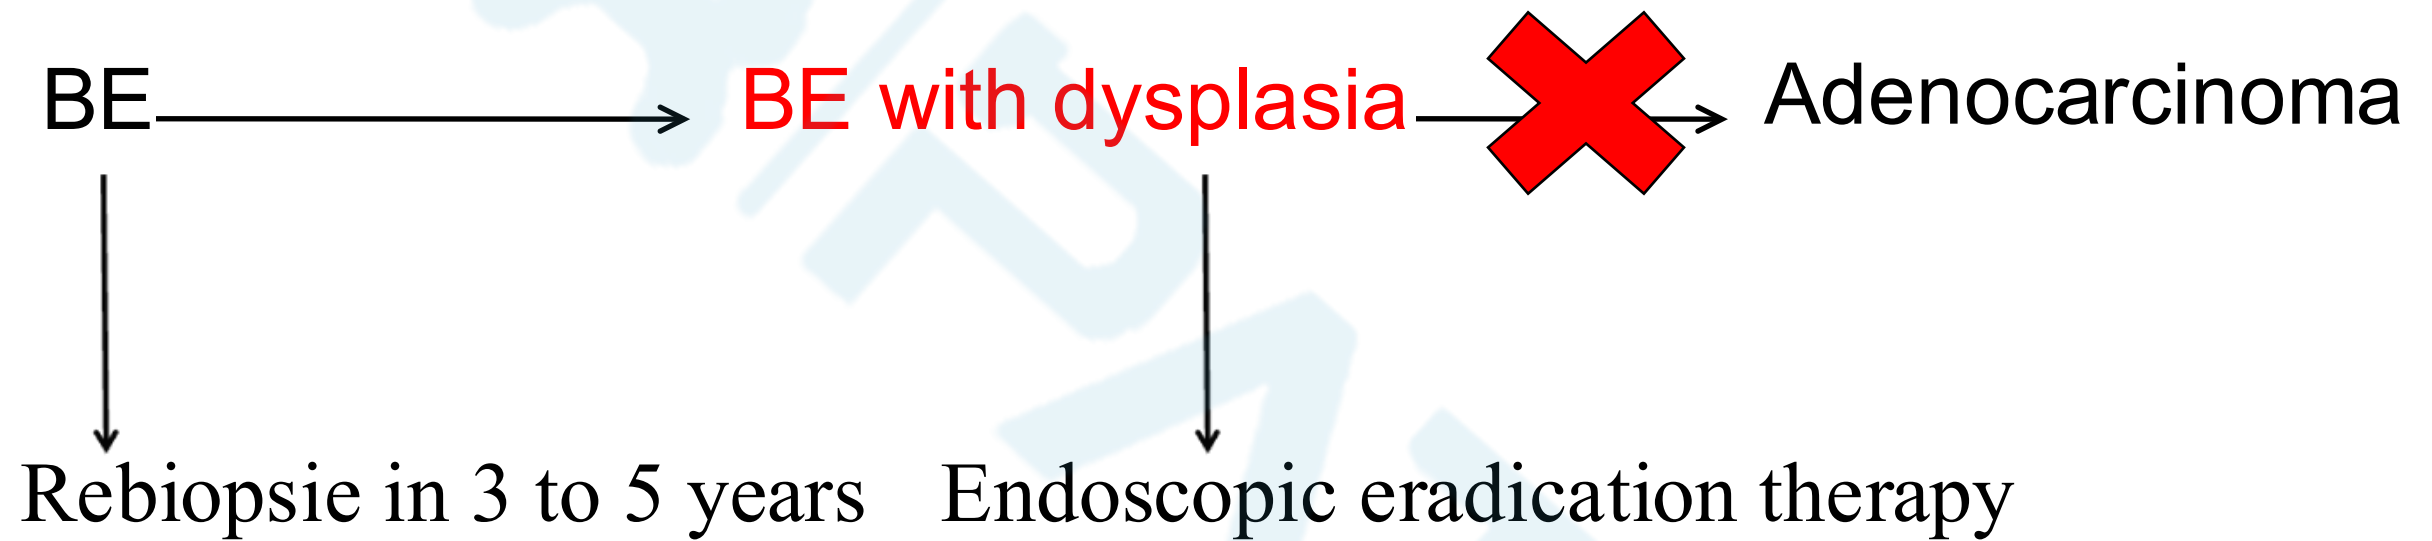 BE BE with dysplasia Adenocarcinoma
Rebiopsie in 3 to 5 years Endoscopic eradication therapy